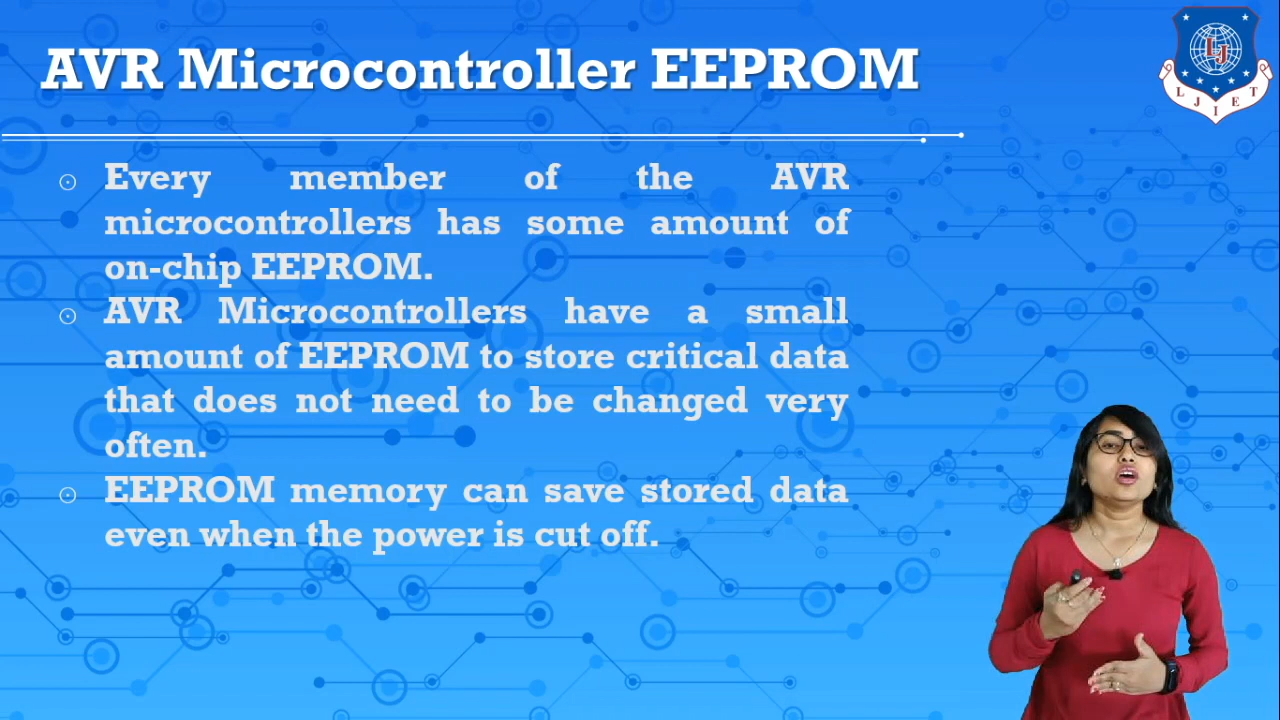 AVR Microcontroller EEPROM
LJ
L J I E T
Every member of the AVR
microcontrollers has some amount of
on-chip EEPROM.
AVR Microcontrollers have a small
amount of EEPROM to store critical data
that does not need to be changed very
often.
EEPROM memory can save stored data
even when the power is cut off.